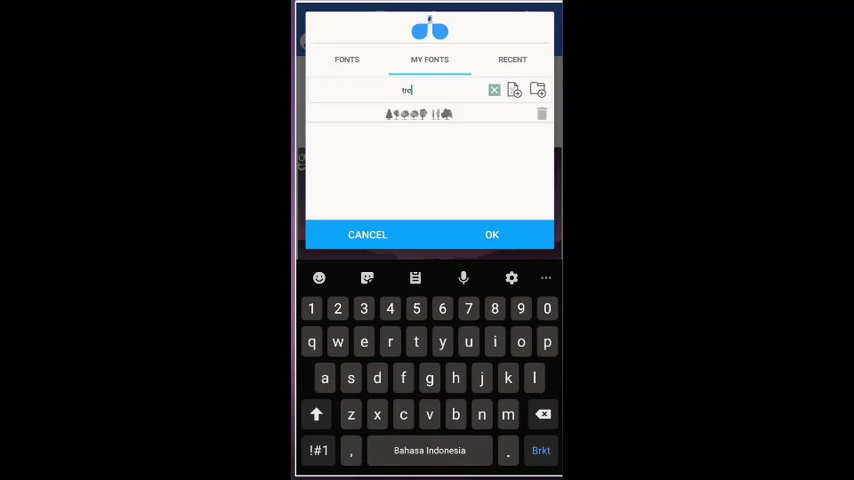 FONTS MY FONTS RECENT
tre
CANCEL OK
1 2 3 4 5 6 7 8 9 0
q w e r t y u i o p
a s d f g h j k l
z x c v b n m
!#1 , Bahasa Indonesia . Brkt